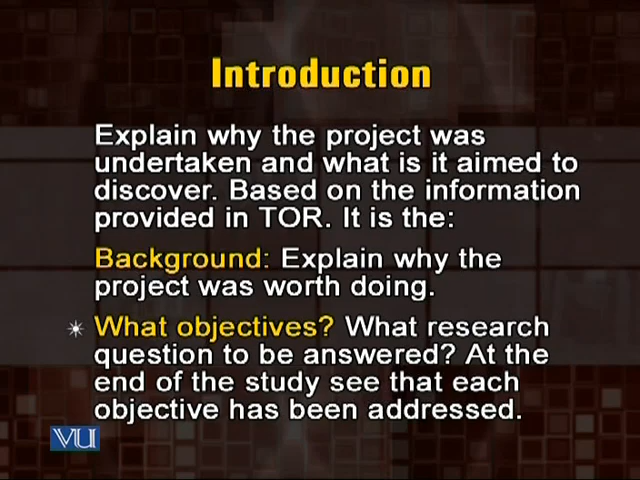 Introduction
Explain why the project was
undertaken and what is it aimed to
discover. Based on the information
provided in TOR. It is the:
Background: Explain why the
project was worth doing.
What objectives? What research
question to be answered? At the
end of the study see that each
objective has been addressed.
VU